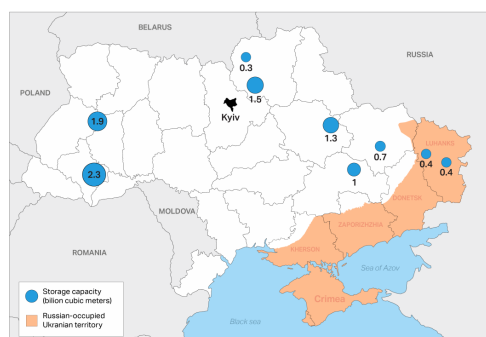 BELARUS
RUSSIA
POLAND
0.3
1.5
Kyiv
1.9
1.3
0.7
LUHANSK
0.4
0.4
2.3
1
DONETSK
MOLDOVA
ZAPORIZHZHIA
KHERSON
ROMANIA
Sea of Azov
Crimea
Black sea
Storage capacity
(bilion cubic meters)
Russian-occupied
Ukranian territory